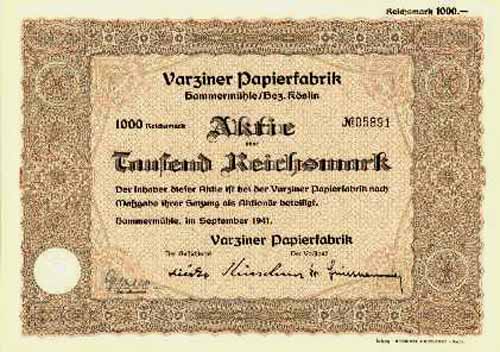 Reichsmark 1000.—
Varziner Papierfabrik
Hammermühle/Bez. Köslin
1000 Reichsmark Aktie №05891
über
Tausend Reichsmark
Der Inhaber dieser Aktie ist bei der Varziner Papierfabrik nach
Maßgabe ihrer Satzung als Aktionär beteiligt.
Hammermühle, im September 1941.
Varziner Papierfabrik
Der Aufsichtsrat Der Vorstand